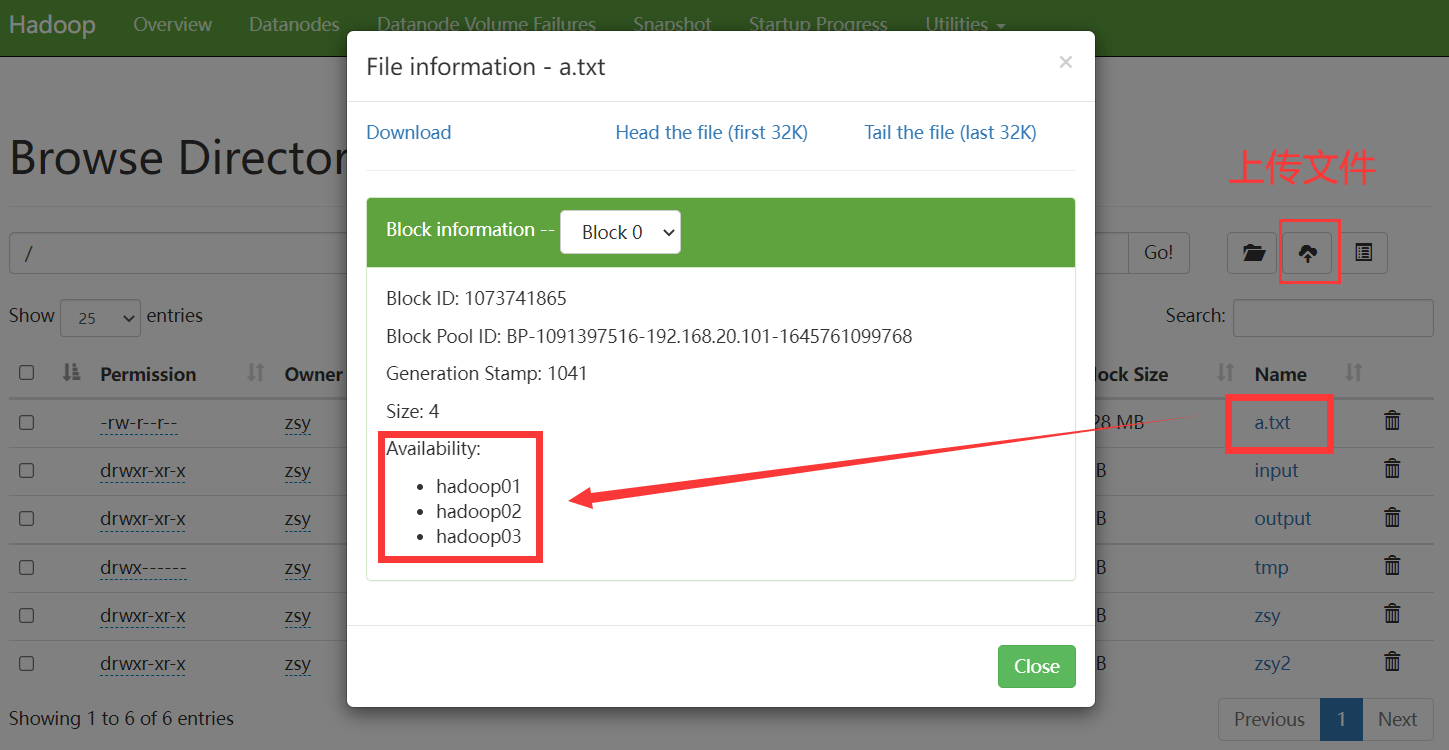 Hadoop Overview Datanodes Datanode Volume Failures Snapshot Startup Progress Utilities
File information - a.txt ×
Download Head the file (first 32K) Tail the file (last 32K)
Browse Director
上传文件
Block information -- Block 0
/ Go!
Block ID: 1073741865
Show 25 entries Search:
Block Pool ID: BP-1091397516-192.168.20.101-1645761099768
Generation Stamp: 1041
Permission Owner lock Size Name
Size: 4
-rw-r--r-- zsy 28 MB a.txt
Availability:
drwxr-xr-x zsy B input
hadoop01
hadoop02
drwxr-xr-x zsy B output
hadoop03
drwx------ zsy B tmp
drwxr-xr-x zsy B zsy
drwxr-xr-x zsy B zsy2
Close
Showing 1 to 6 of 6 entries Previous 1 Next